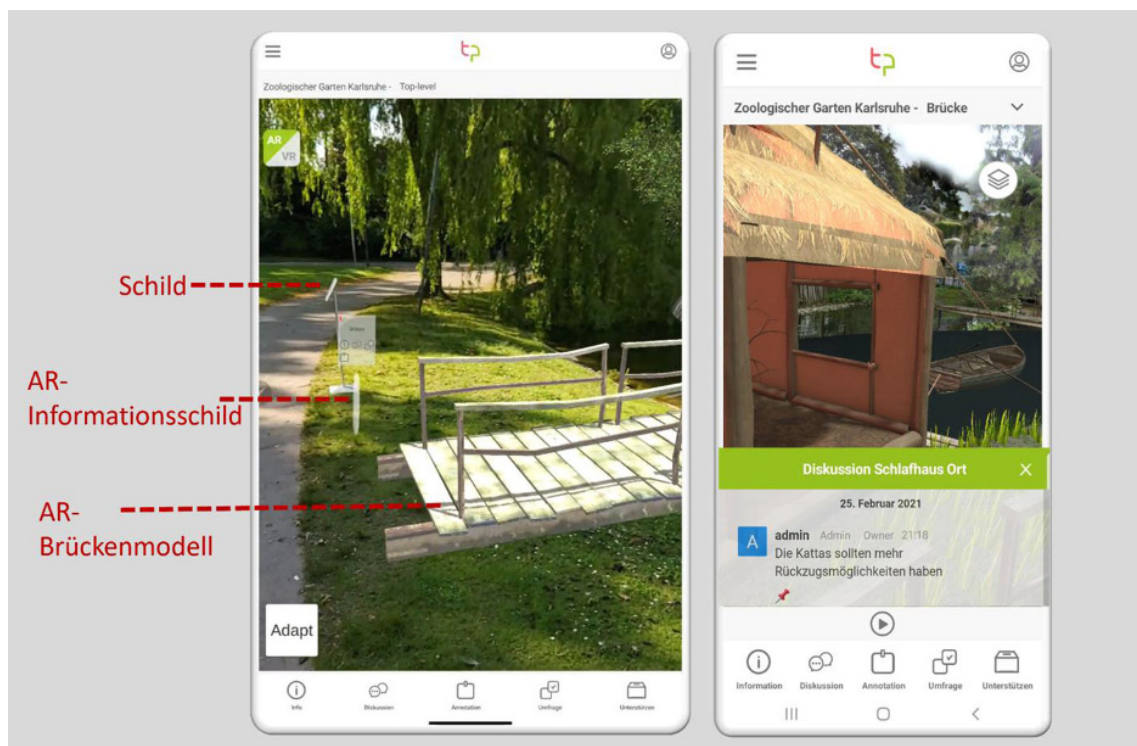 Schild
AR-
Informationsschild
AR-
Brückenmodell
tp
Zoologischer Garten Karlsruhe - Top-level
AR
VR
Adapt
Info
Diskussion
Annotation
Umfrage
Unterstützen
tp
Zoologischer Garten Karlsruhe - Brücke
Diskussion Schlafhaus Ort X
25. Februar 2021
A
admin Admin Owner 21:18
Die Kattas sollten mehr
Rückzugsmöglichkeiten haben
Information
Diskussion
Annotation
Umfrage
Unterstützen